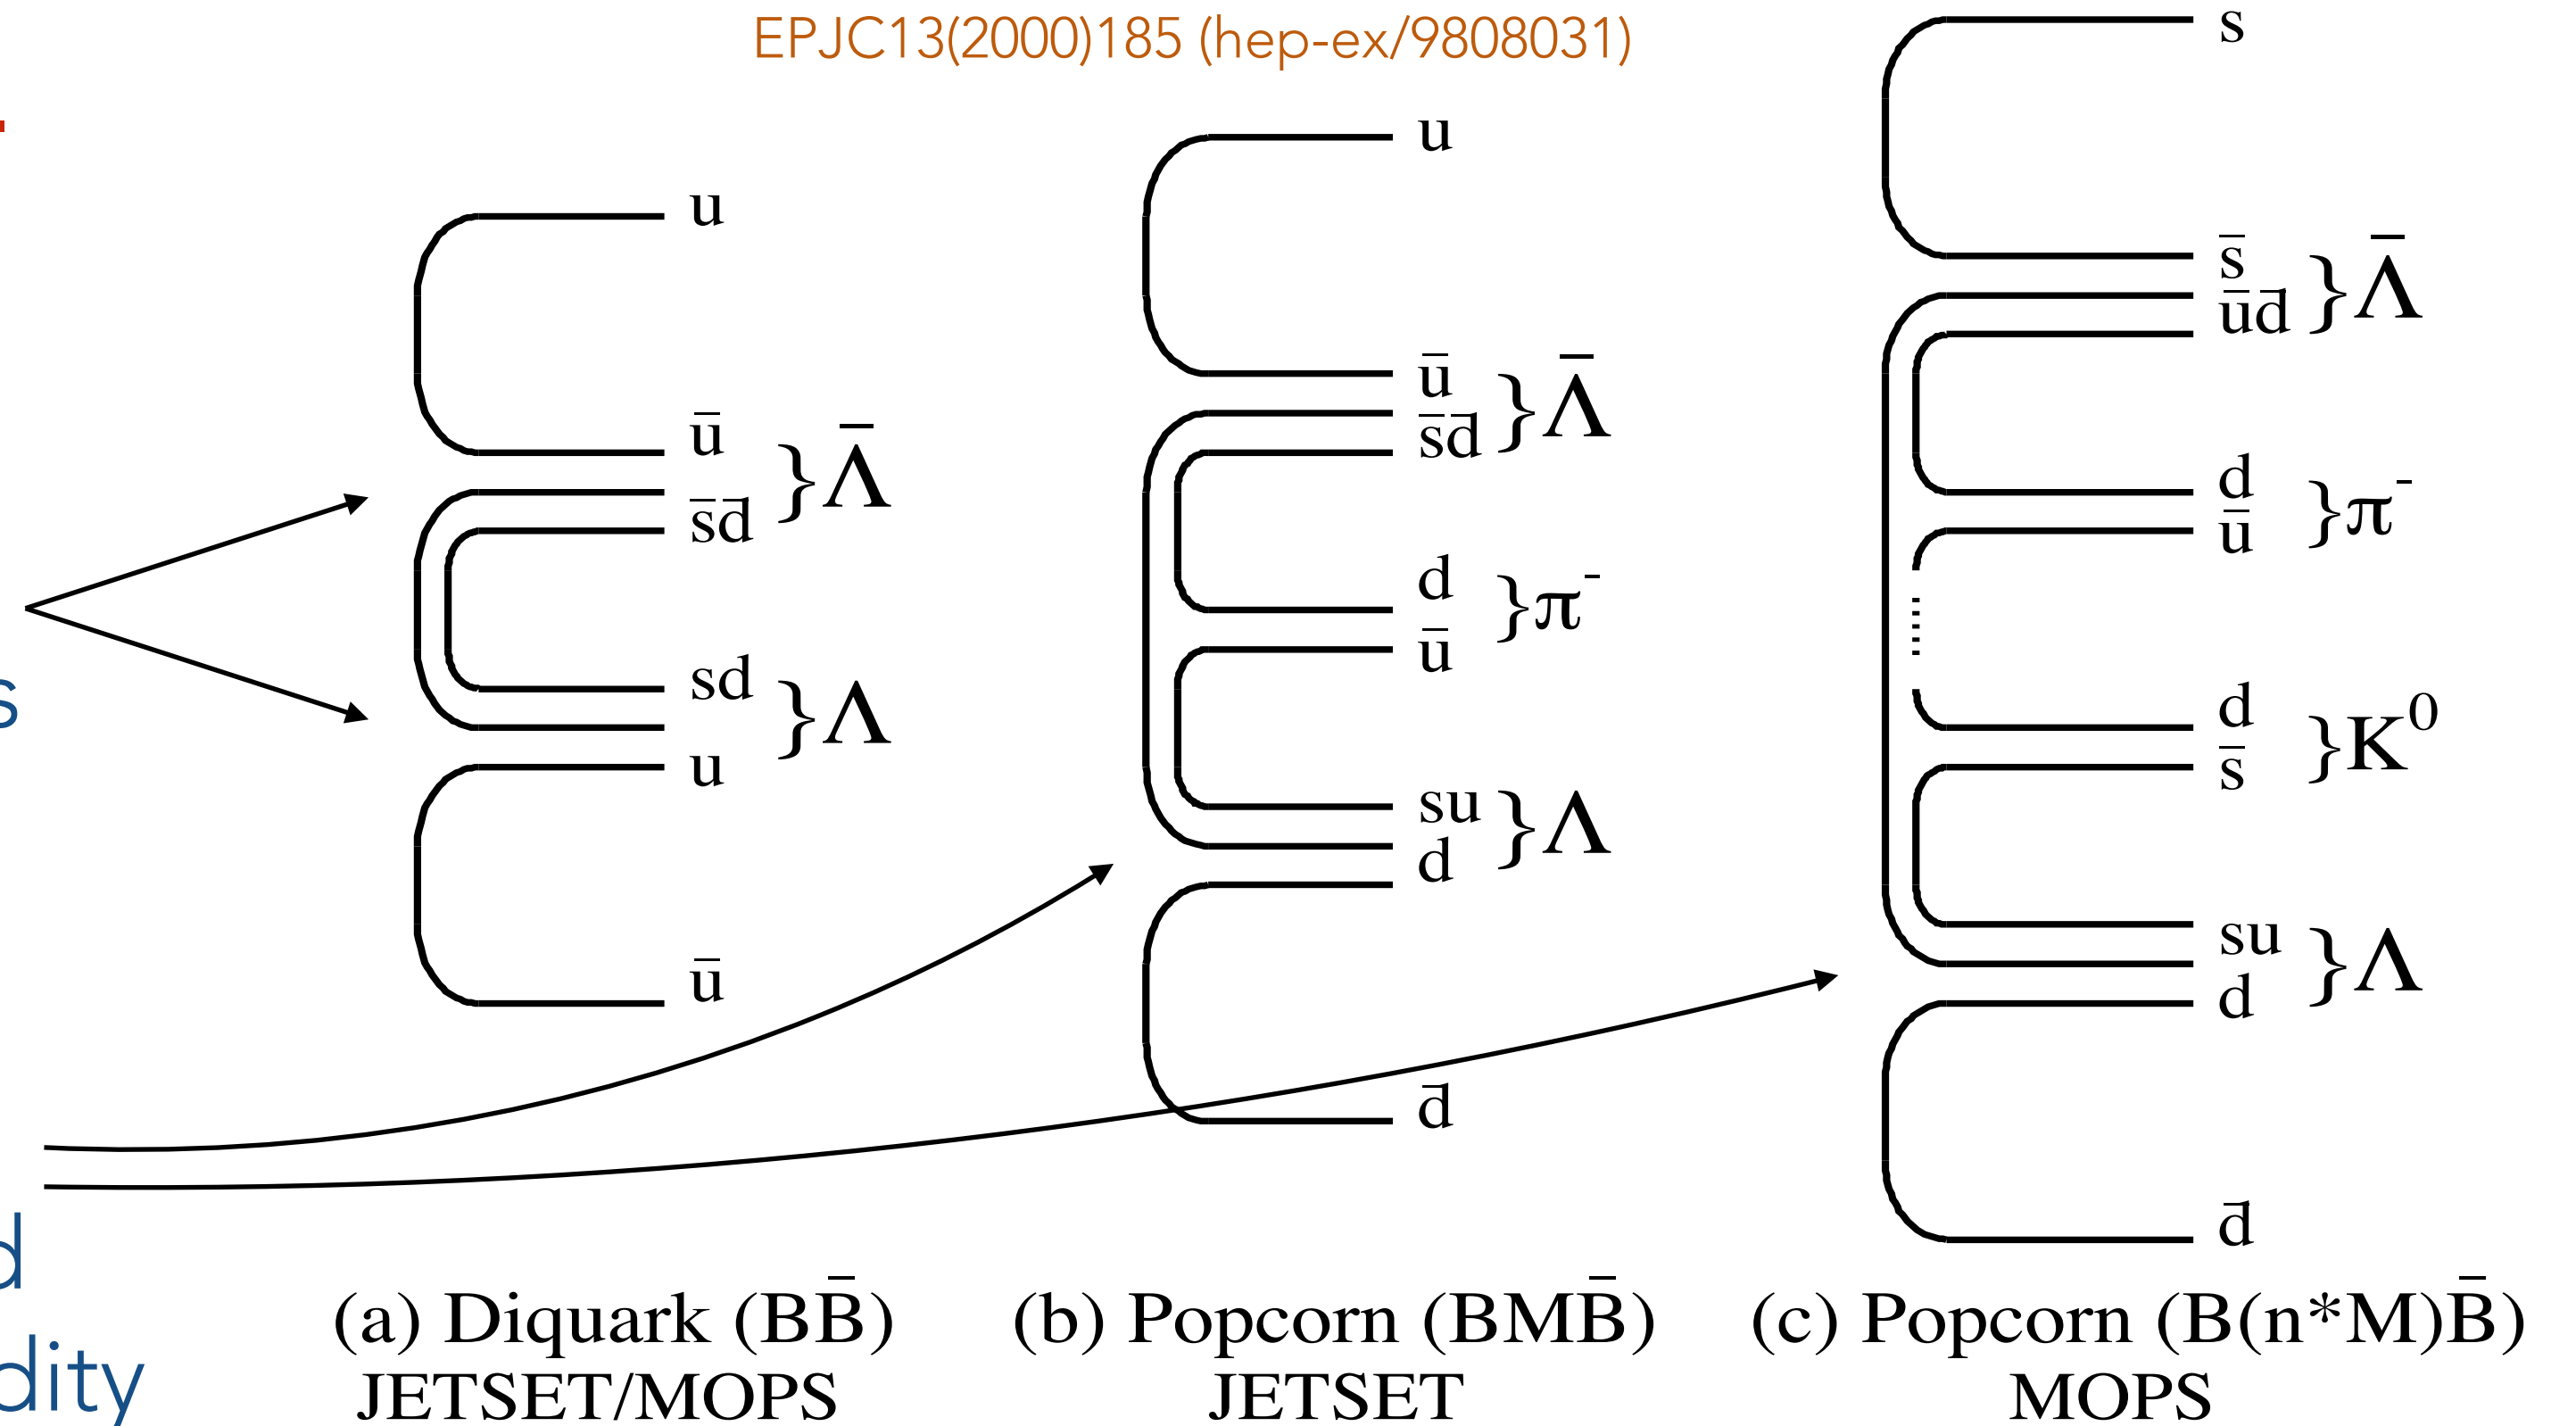 EPJC13(2000)185 (hep-ex/9808031)
u
ū
s̄d̄
}Λ̄
sd
u
}Λ
ū
(a) Diquark (BB̄)
JETSET/MOPS
u
ū
s̄d̄
}Λ̄
d
ū
}π⁻
su
d
}Λ
d̄
(b) Popcorn (BMB̄)
JETSET
s
s̄
ūd̄
}Λ̄
d
ū
}π⁻
d
s̄
}K⁰
su
d
}Λ
d̄
(c) Popcorn (B(n*M)B̄)
MOPS
s
d
dity